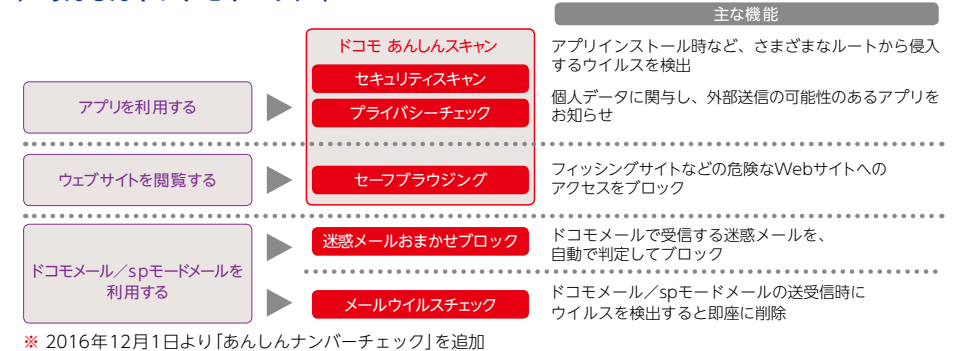 主な機能
ドコモ あんしんスキャン
セキュリティスキャン
アプリインストール時など、さまざまなルートから侵入
するウイルスを検出
アプリを利用する
プライバシーチェック
個人データに関与し、外部送信の可能性のあるアプリを
お知らせ
ウェブサイトを閲覧する
セーフブラウジング
フィッシングサイトなどの危険なWebサイトへの
アクセスをブロック
ドコモメール／spモードメールを
利用する
迷惑メールおまかせブロック
ドコモメールで受信する迷惑メールを、
自動で判定してブロック
メールウイルスチェック
ドコモメール／spモードメールの送受信時に
ウイルスを検出すると即座に削除
※ 2016年12月1日より「あんしんナンバーチェック」を追加